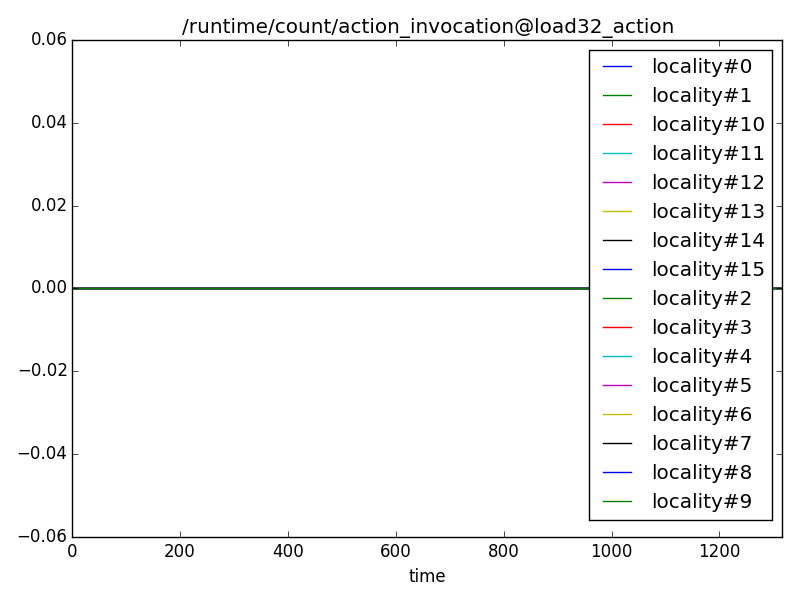 /runtime/count/action_invocation@load32_action
0.06
0.04
0.02
0.00
−0.02
−0.04
−0.06
locality#0
locality#1
locality#10
locality#11
locality#12
locality#13
locality#14
locality#15
locality#2
locality#3
locality#4
locality#5
locality#6
locality#7
locality#8
locality#9
0 200 400 600 800 1000 1200
time